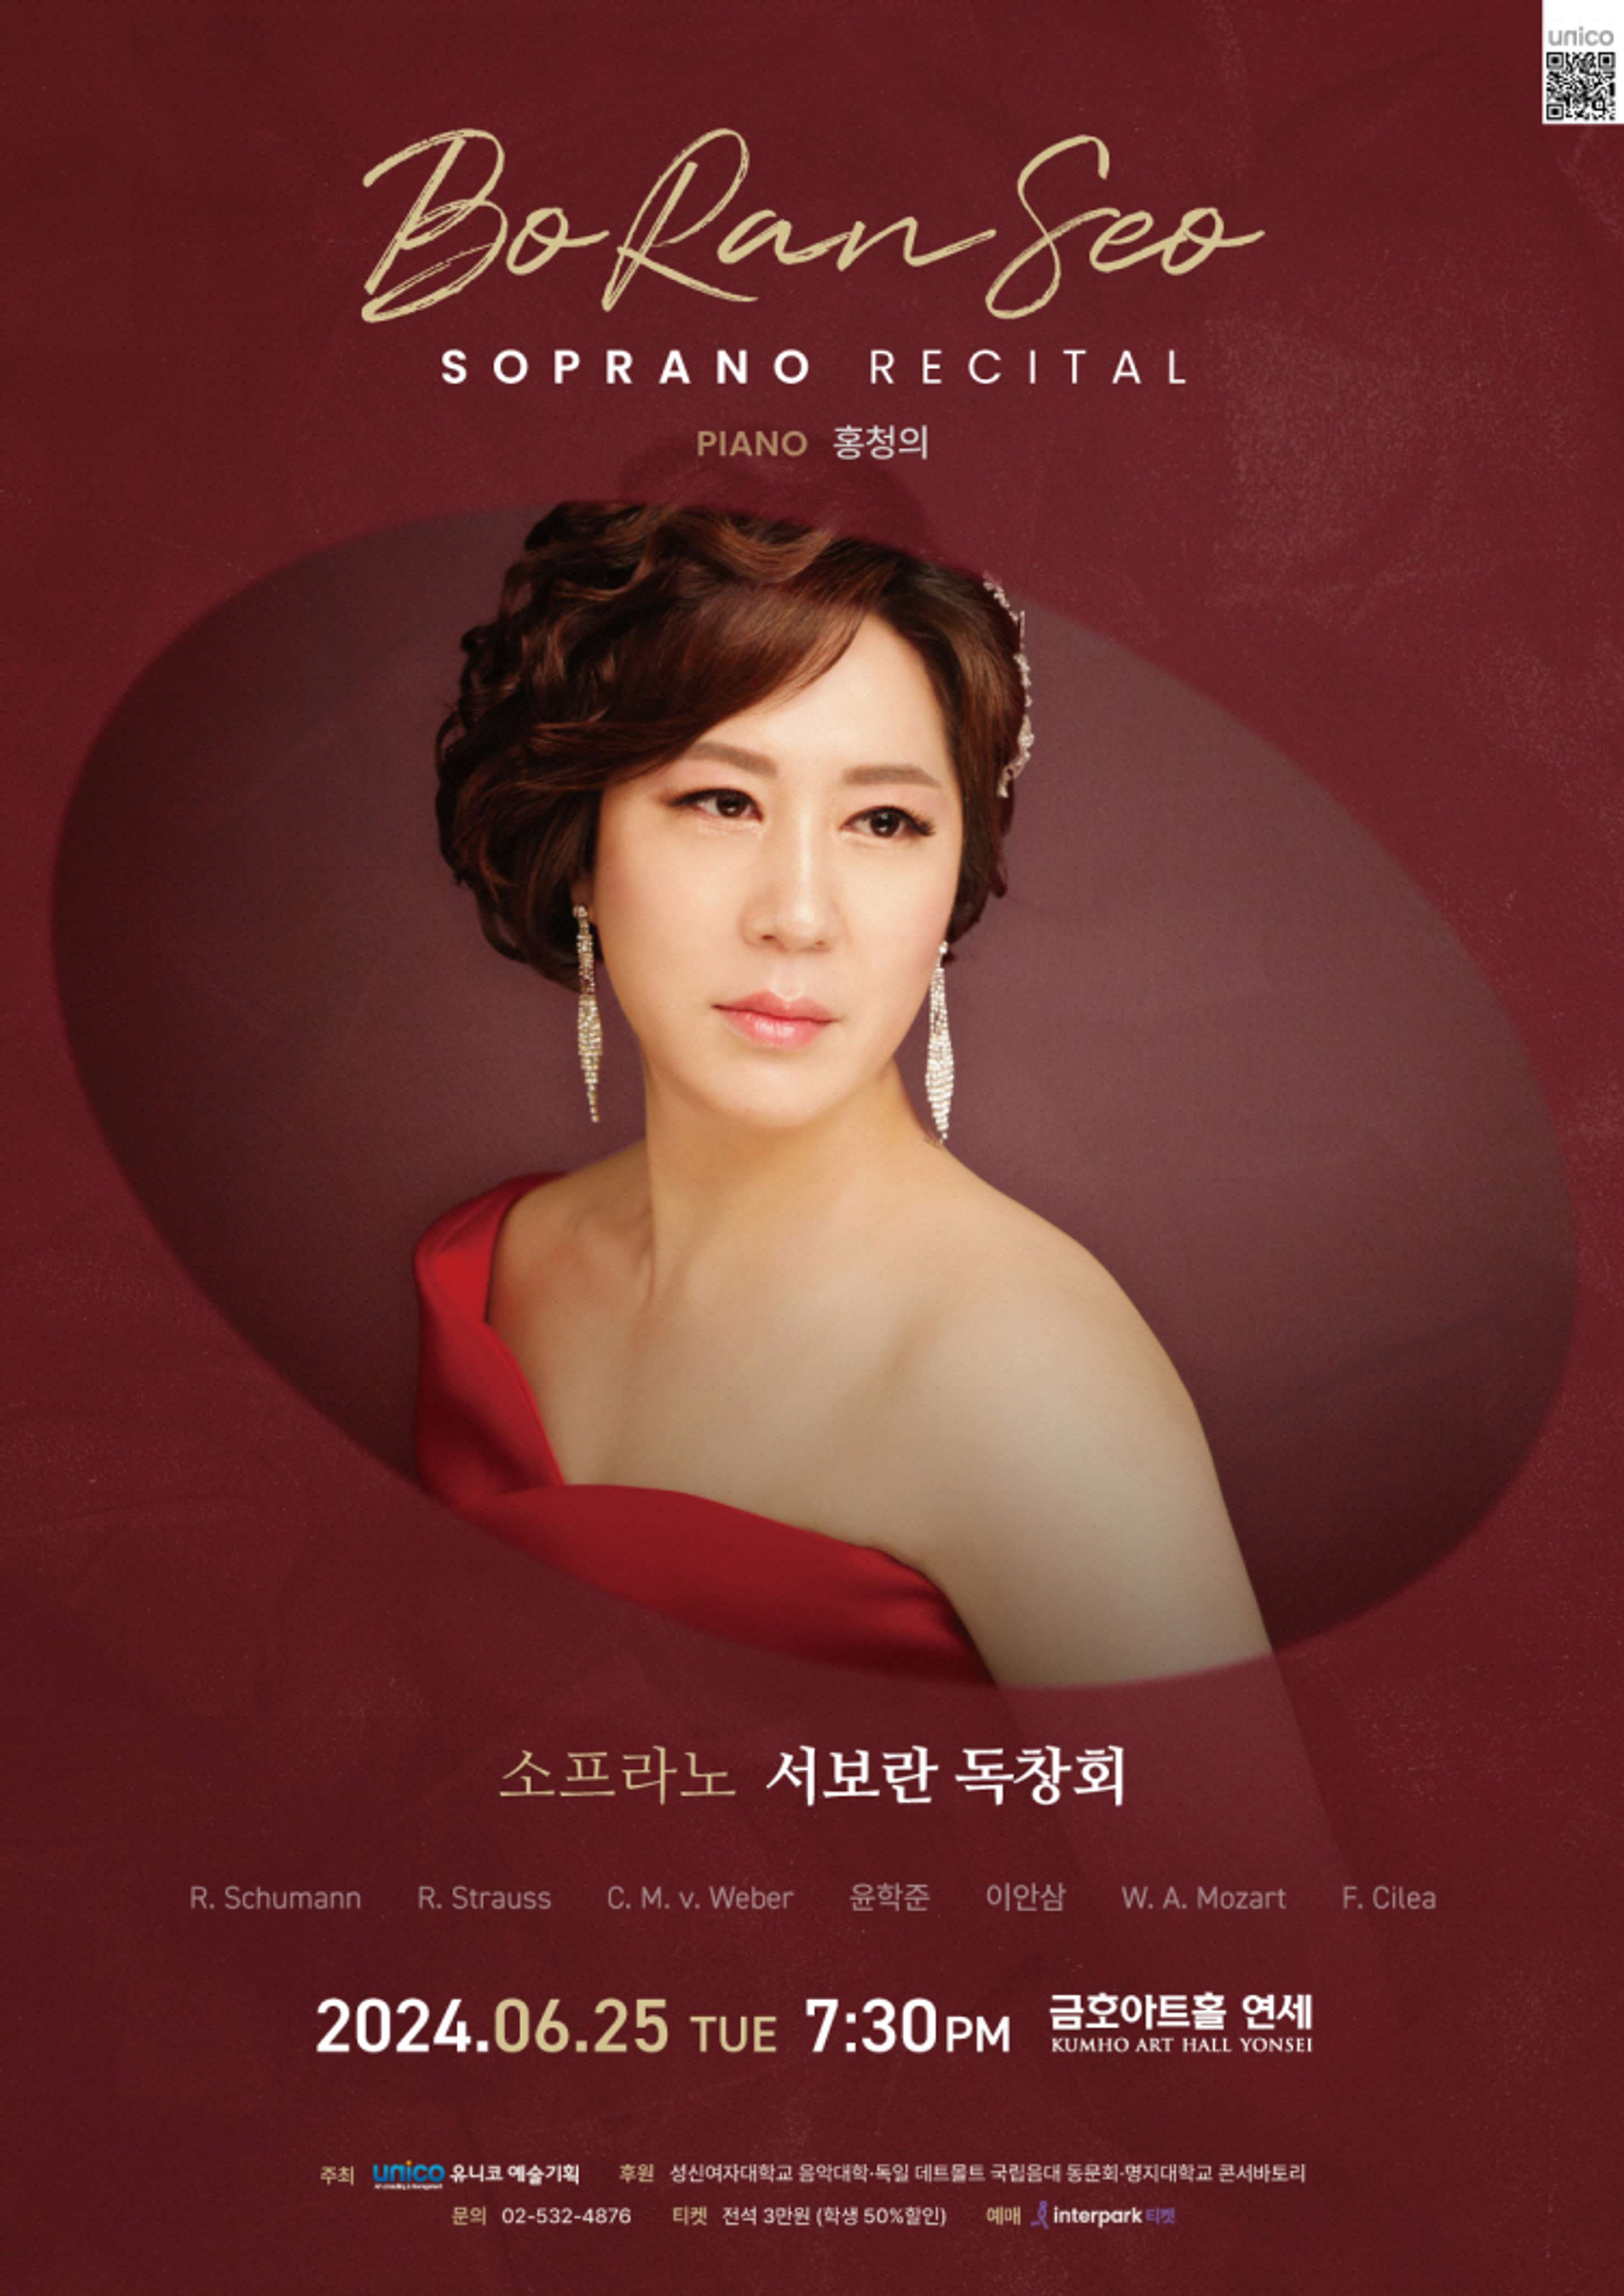 unico
Bo Ran Seo
SOPRANO RECITAL
PIANO 홍청의
소프라노 서보란 독창회
R. Schumann R. Strauss C. M. v. Weber 윤학준 이안삼 W. A. Mozart F. Cilea
2024.06.25 TUE 7:30PM 금호아트홀 연세
KUMHO ART HALL YONSEI
주최 unico 유니코 예술기획 후원 성신여자대학교 음악대학·독일 데트몰트 국립음대 동문회·명지대학교 콘서바토리
문의 02-532-4876 티켓 전석 3만원 (학생 50%할인) 예매 interpark 티켓